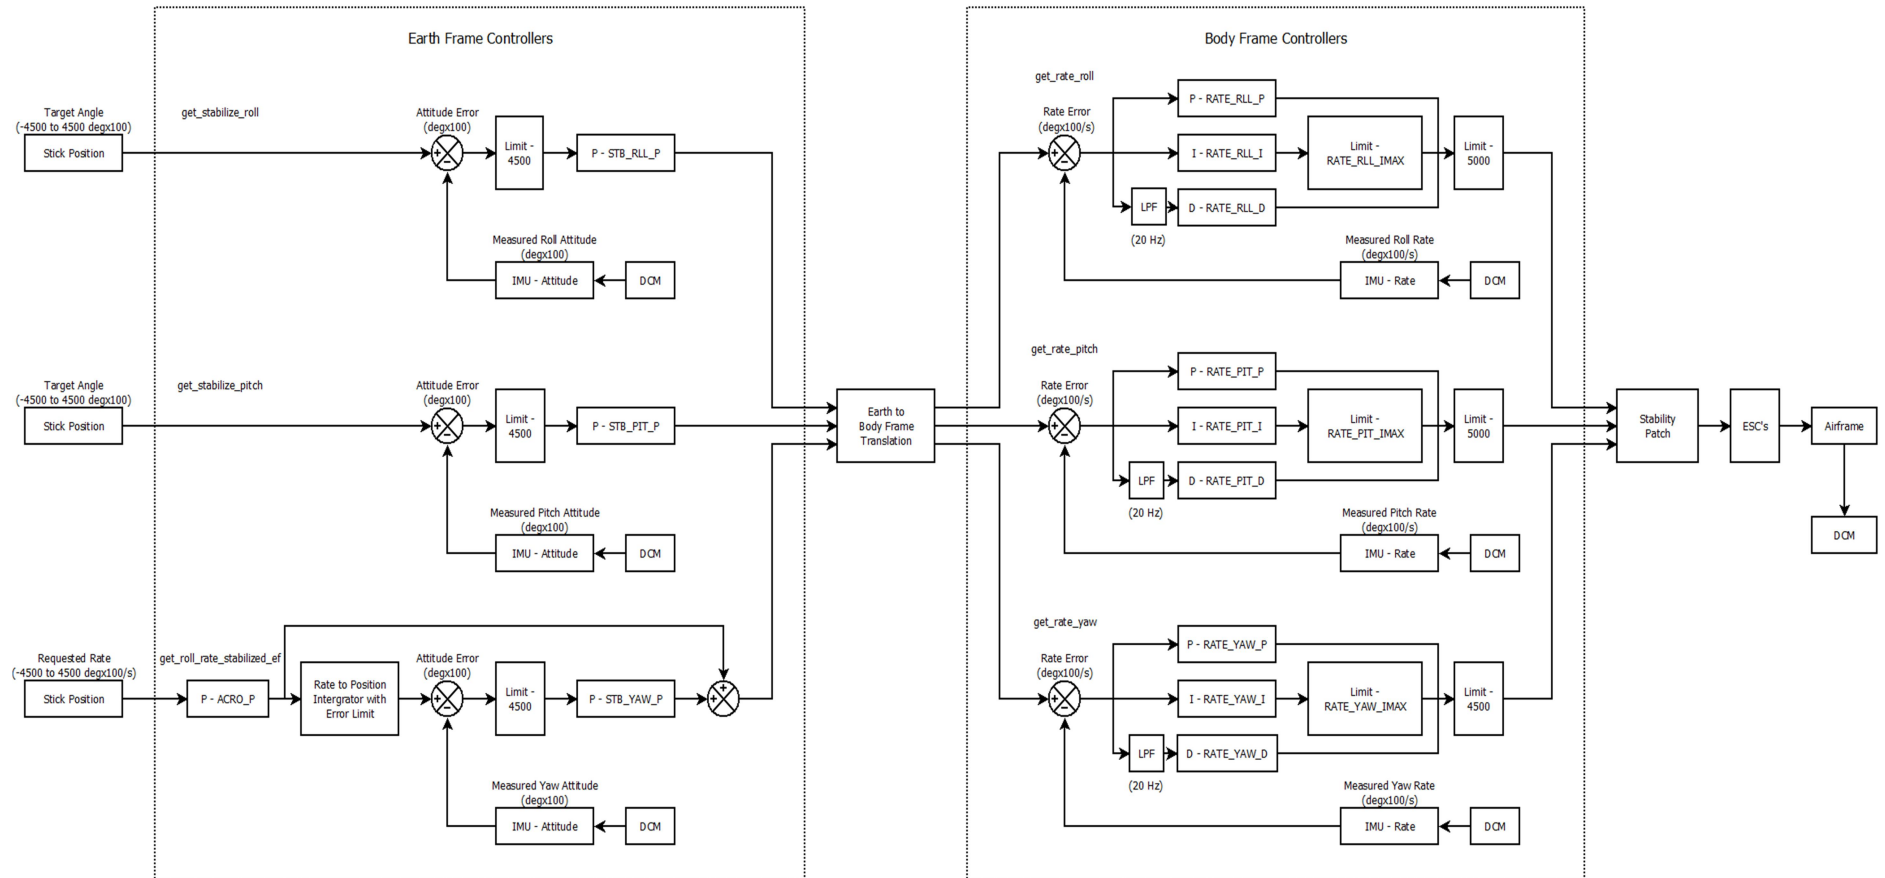 Earth Frame Controllers
Body Frame Controllers
Target Angle
(-4500 to 4500 degx100)
Stick Position
get_stabilize_roll
Attitude Error
(degx100)
+
−
Limit -
4500
P - STB_RLL_P
Measured Roll Attitude
(degx100)
IMU - Attitude
DCM
get_rate_roll
Rate Error
(degx100/s)
+
−
P - RATE_RLL_P
I - RATE_RLL_I
Limit -
RATE_RLL_IMAX
Limit -
5000
LPF
(20 Hz)
D - RATE_RLL_D
Measured Roll Rate
(degx100/s)
IMU - Rate
DCM
Target Angle
(-4500 to 4500 degx100)
Stick Position
get_stabilize_pitch
Attitude Error
(degx100)
+
−
Limit -
4500
P - STB_PIT_P
Measured Pitch Attitude
(degx100)
IMU - Attitude
DCM
Earth to
Body Frame
Translation
get_rate_pitch
Rate Error
(degx100/s)
+
−
P - RATE_PIT_P
I - RATE_PIT_I
Limit -
RATE_PIT_IMAX
Limit -
5000
LPF
(20 Hz)
D - RATE_PIT_D
Measured Pitch Rate
(degx100/s)
IMU - Rate
DCM
Stability
Patch
ESC's
Airframe
DCM
Requested Rate
(-4500 to 4500 degx100/s)
Stick Position
get_roll_rate_stabilized_ef
P - ACRO_P
Rate to Position
Intergrator with
Error Limit
Attitude Error
(degx100)
+
−
Limit -
4500
P - STB_YAW_P
+
+
Measured Yaw Attitude
(degx100)
IMU - Attitude
DCM
get_rate_yaw
Rate Error
(degx100/s)
+
−
P - RATE_YAW_P
I - RATE_YAW_I
Limit -
RATE_YAW_IMAX
Limit -
4500
LPF
(20 Hz)
D - RATE_YAW_D
Measured Yaw Rate
(degx100/s)
IMU - Rate
DCM